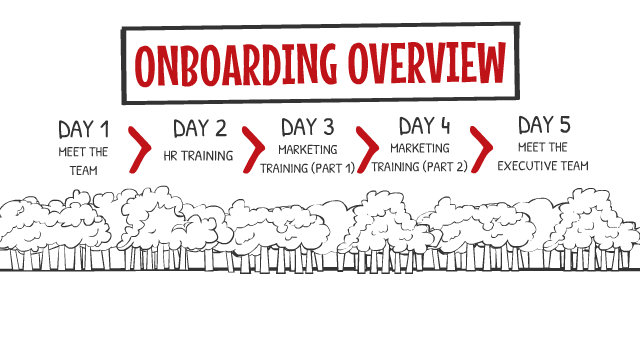 ONBOARDING OVERVIEW
DAY 1
MEET THE
TEAM
DAY 2
HR TRAINING
DAY 3
MARKETING
TRAINING (PART 1)
DAY 4
MARKETING
TRAINING (PART 2)
DAY 5
MEET THE
EXECUTIVE TEAM